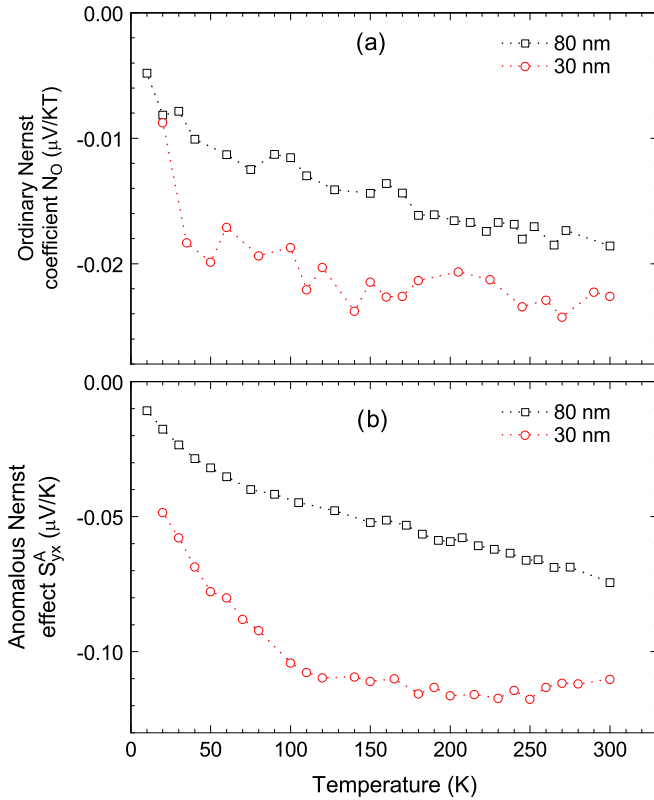 0.00
(a)
80 nm
30 nm
-0.01
-0.02
Ordinary Nernst
coefficient N_O (μV/KT)
0.00
(b)
80 nm
30 nm
-0.05
-0.10
Anomalous Nernst
effect S^A_yx (μV/K)
0 50 100 150 200 250 300
Temperature (K)